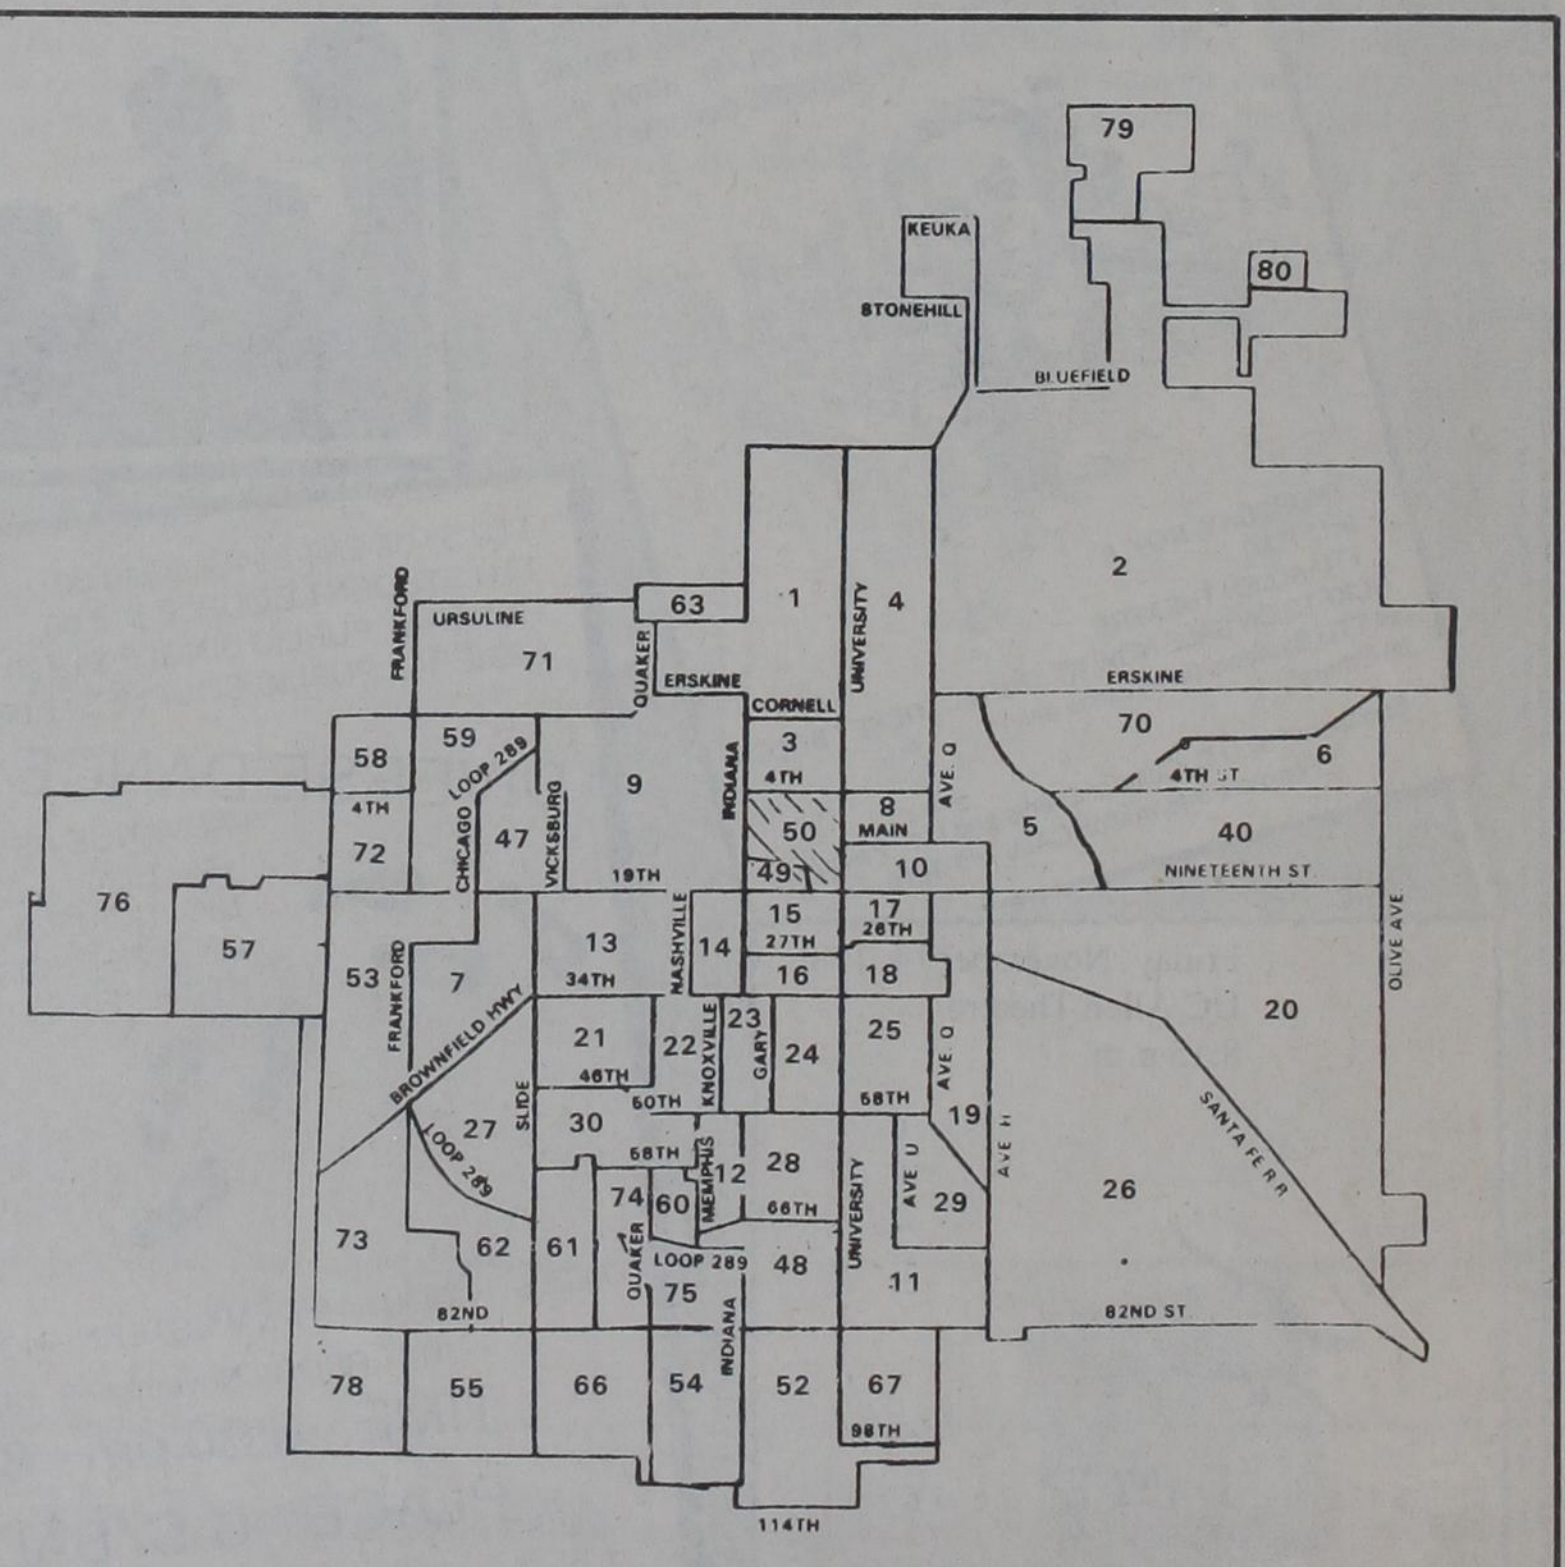 79
KEUKA
80
STONEHILL
BLUEFIELD
2
1
4
UNIVERSITY
63
FRANKFORD
URSULINE
71
QUAKER
ERSKINE
ERSKINE
CORNELL
70
59
LOOP 289
58
3
4TH
INDIANA
AVE. Q
6
4TH ST
9
4TH
72
CHICAGO
47
VICKSBURG
50
8
MAIN
5
40
19TH
49
10
NINETEENTH ST.
76
57
53
FRANKFORD
7
13
34TH
NASHVILLE
14
15
27TH
16
17
26TH
18
OLIVE AVE.
20
BROWNFIELD HWY
SLIDE
21
46TH
22
KNOXVILLE
23
GARY
24
25
58TH
AVE. Q
19
AVE H
50TH
30
58TH
27
LOOP 289
MEMPHIS
12
28
66TH
UNIVERSITY
AVE U
29
SANTA FE RR
26
74
60
73
62
61
QUAKER
LOOP 289
75
48
11
82ND
82ND ST.
INDIANA
78
55
66
54
52
67
98TH
114TH